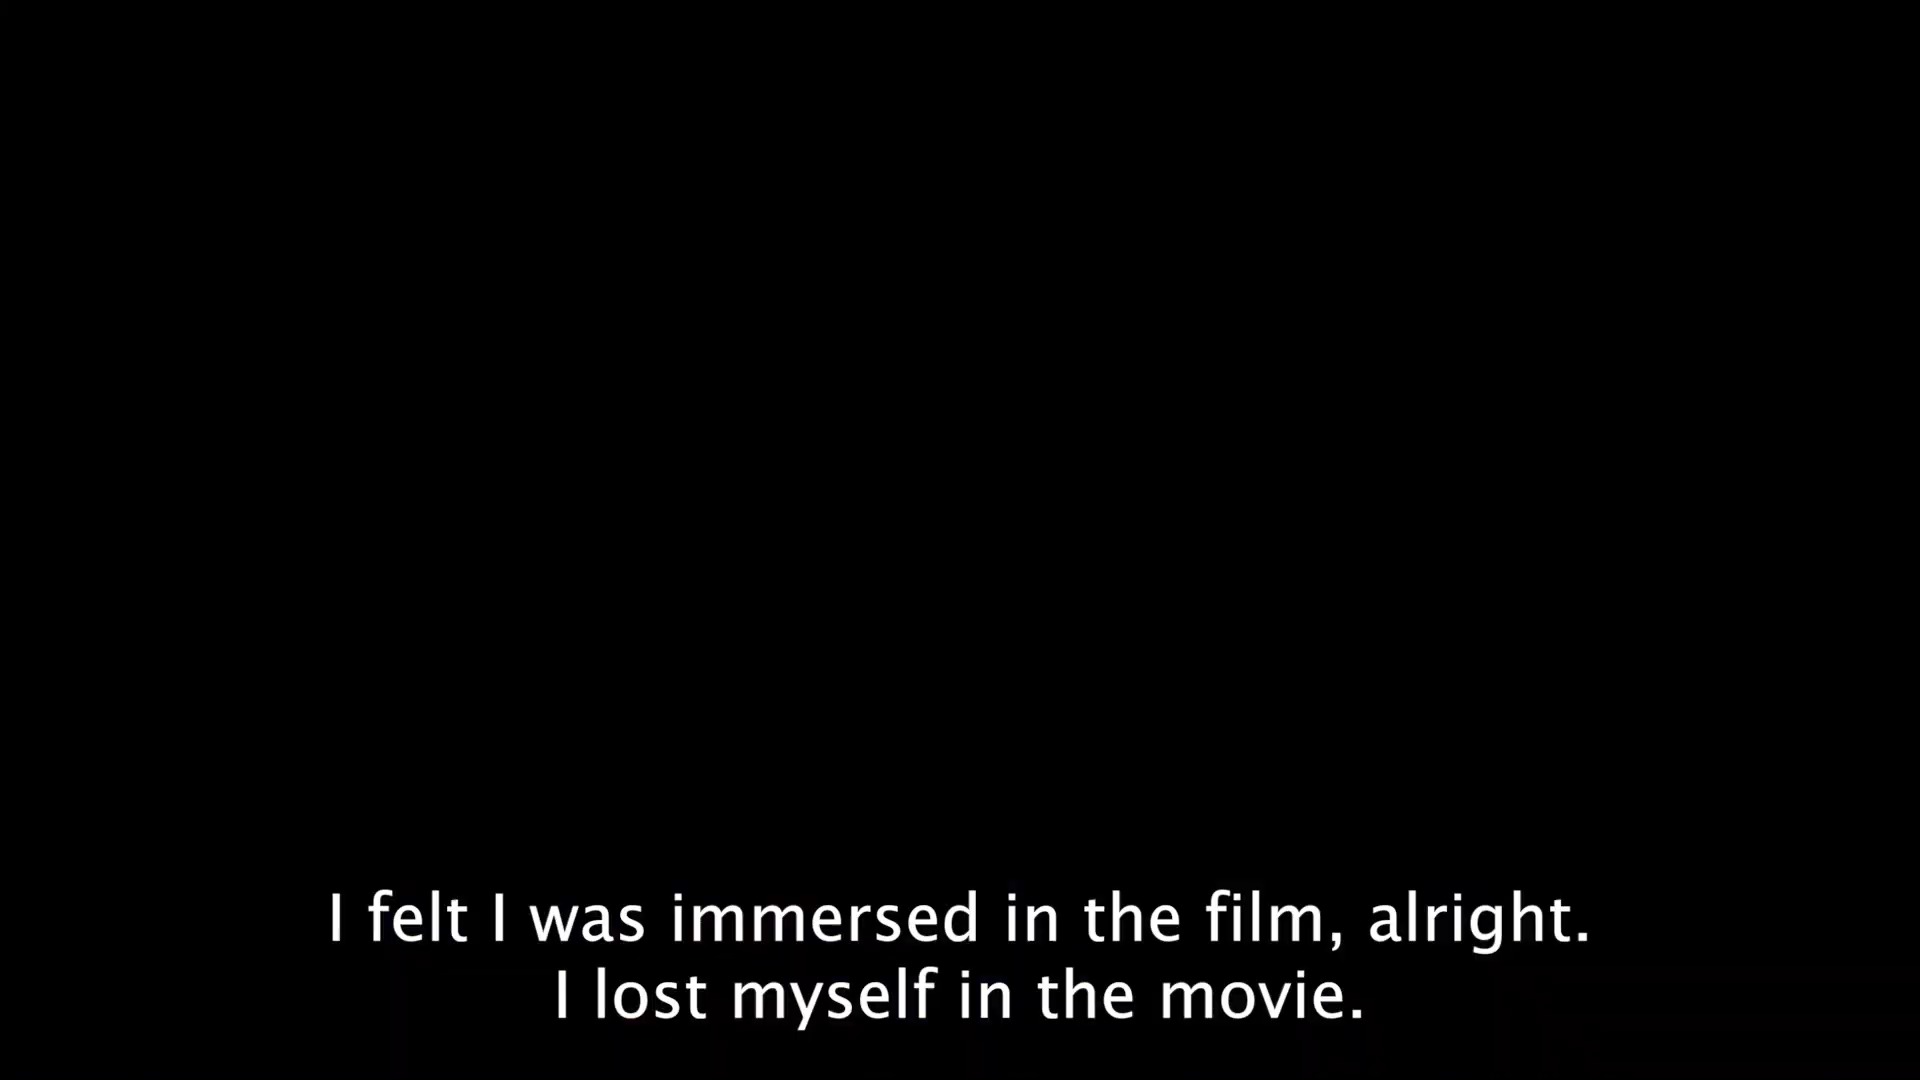 I felt I was immersed in the film, alright.
I lost myself in the movie.